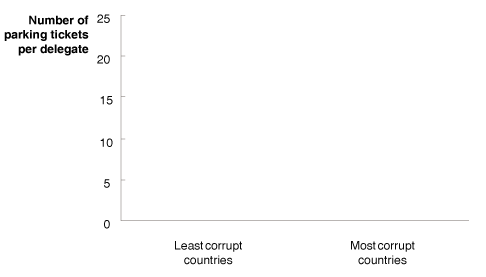 Number of
parking tickets
per delegate
25
20
15
10
5
0
Least corrupt
countries
Most corrupt
countries